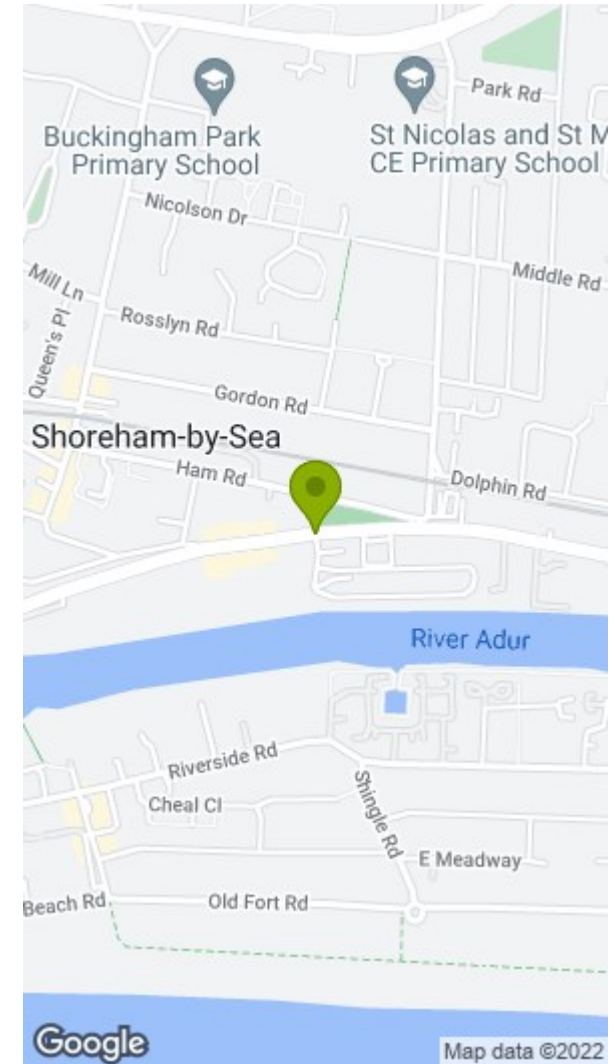 Park Rd
Buckingham Park
Primary School
St Nicolas and St M
CE Primary School
Nicolson Dr
Middle Rd
Mill Ln
Rosslyn Rd
Queen's Pl
Gordon Rd
Shoreham-by-Sea
Ham Rd
Dolphin Rd
River Adur
Riverside Rd
Cheal Cl
Shingle Rd
E Meadway
Beach Rd
Old Fort Rd
Google
Map data ©2022